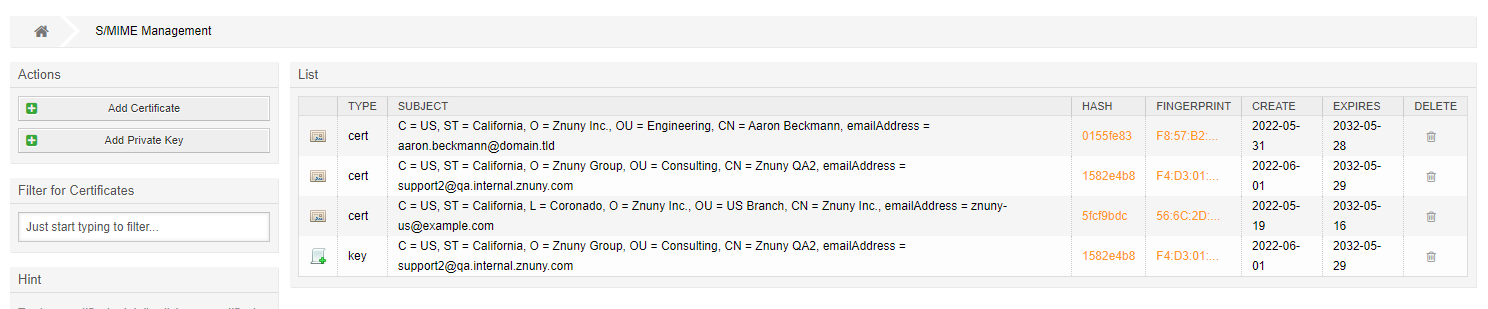 S/MIME Management
Actions
Add Certificate
Add Private Key
Filter for Certificates
Just start typing to filter...
Hint
List
TYPE SUBJECT HASH FINGERPRINT CREATE EXPIRES DELETE
cert C = US, ST = California, O = Znuny Inc., OU = Engineering, CN = Aaron Beckmann, emailAddress = 0155fe83 F8:57:B2:... 2022-05- 2032-05-
aaron.beckmann@domain.tld 31 28
cert C = US, ST = California, O = Znuny Group, OU = Consulting, CN = Znuny QA2, emailAddress = 1582e4b8 F4:D3:01:... 2022-06- 2032-05-
support2@qa.internal.znuny.com 01 29
cert C = US, ST = California, L = Coronado, O = Znuny Inc., OU = US Branch, CN = Znuny Inc., emailAddress = znuny- 5fcf9bdc 56:6C:2D:... 2022-05- 2032-05-
us@example.com 19 16
key C = US, ST = California, O = Znuny Group, OU = Consulting, CN = Znuny QA2, emailAddress = 1582e4b8 F4:D3:01:... 2022-06- 2032-05-
support2@qa.internal.znuny.com 01 29